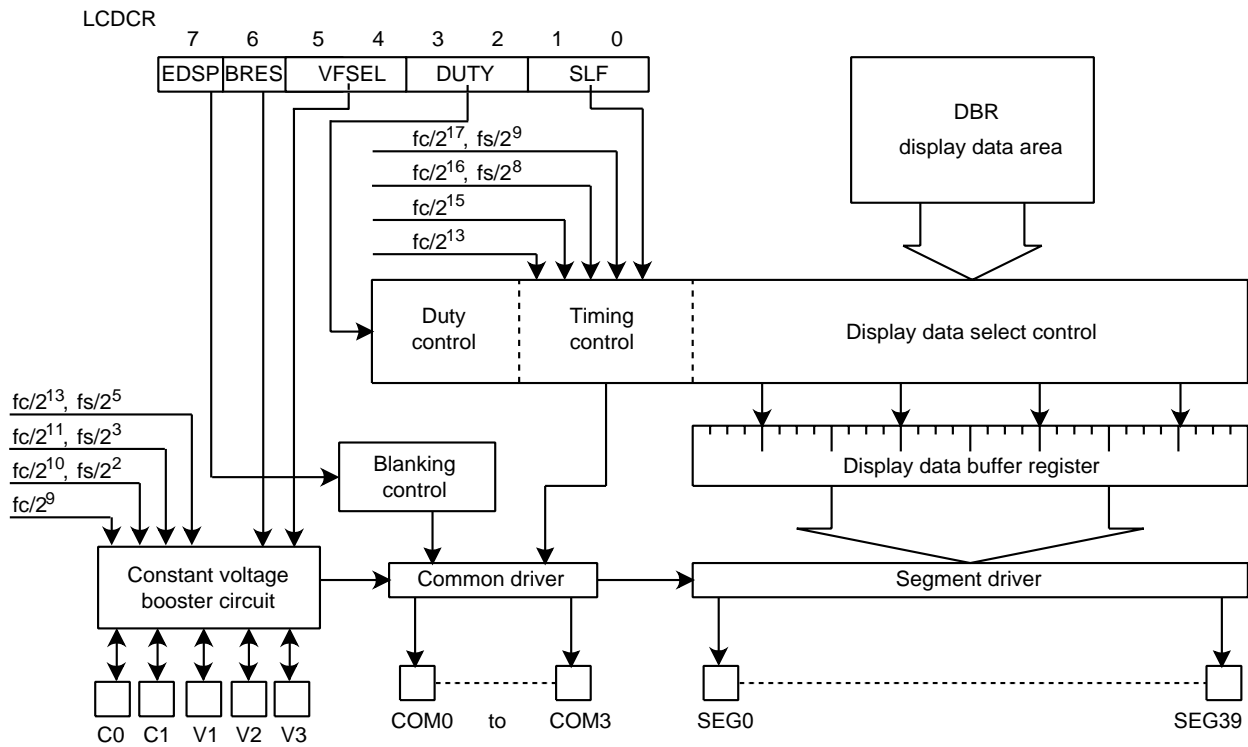 LCDCR
7 6 5 4 3 2 1 0
EDSP BRES VFSEL DUTY SLF
DBR
display data area
fc/2¹⁷, fs/2⁹
fc/2¹⁶, fs/2⁸
fc/2¹⁵
fc/2¹³
Duty
control
Timing
control
Display data select control
fc/2¹³, fs/2⁵
fc/2¹¹, fs/2³
fc/2¹⁰, fs/2²
fc/2⁹
Blanking
control
Display data buffer register
Constant voltage
booster circuit
Common driver
Segment driver
C0 C1 V1 V2 V3
COM0 to COM3
SEG0
SEG39